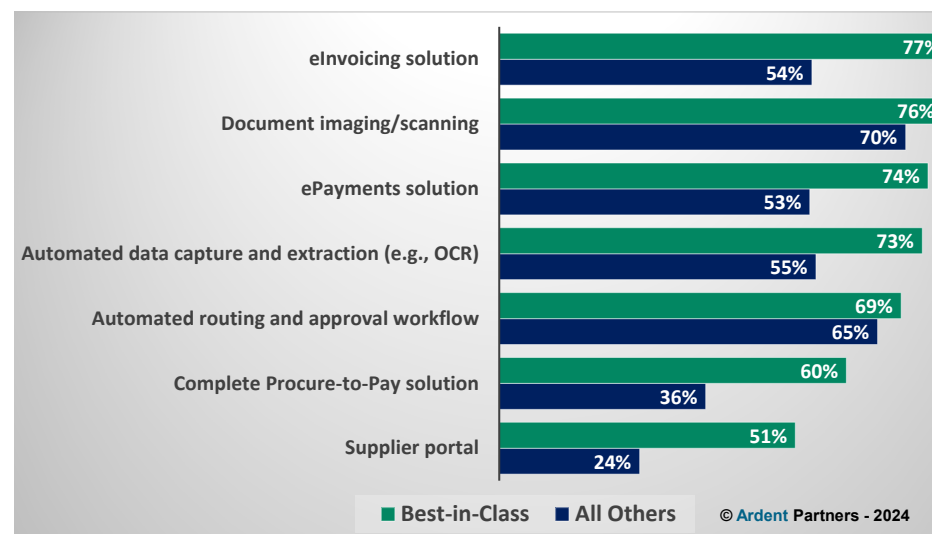 eInvoicing solution
77%
54%
Document imaging/scanning
76%
70%
ePayments solution
74%
53%
Automated data capture and extraction (e.g., OCR)
73%
55%
Automated routing and approval workflow
69%
65%
Complete Procure-to-Pay solution
60%
36%
Supplier portal
51%
24%
Best-in-Class
All Others
© Ardent Partners - 2024